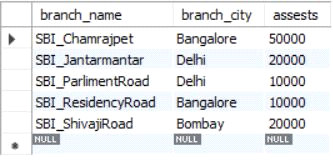 branch_name branch_city assests
SBI_Chamrajpet Bangalore 50000
SBI_Jantarmantar Delhi 20000
SBI_ParlimentRoad Delhi 10000
SBI_ResidencyRoad Bangalore 10000
SBI_ShivajiRoad Bombay 20000
NULL NULL NULL